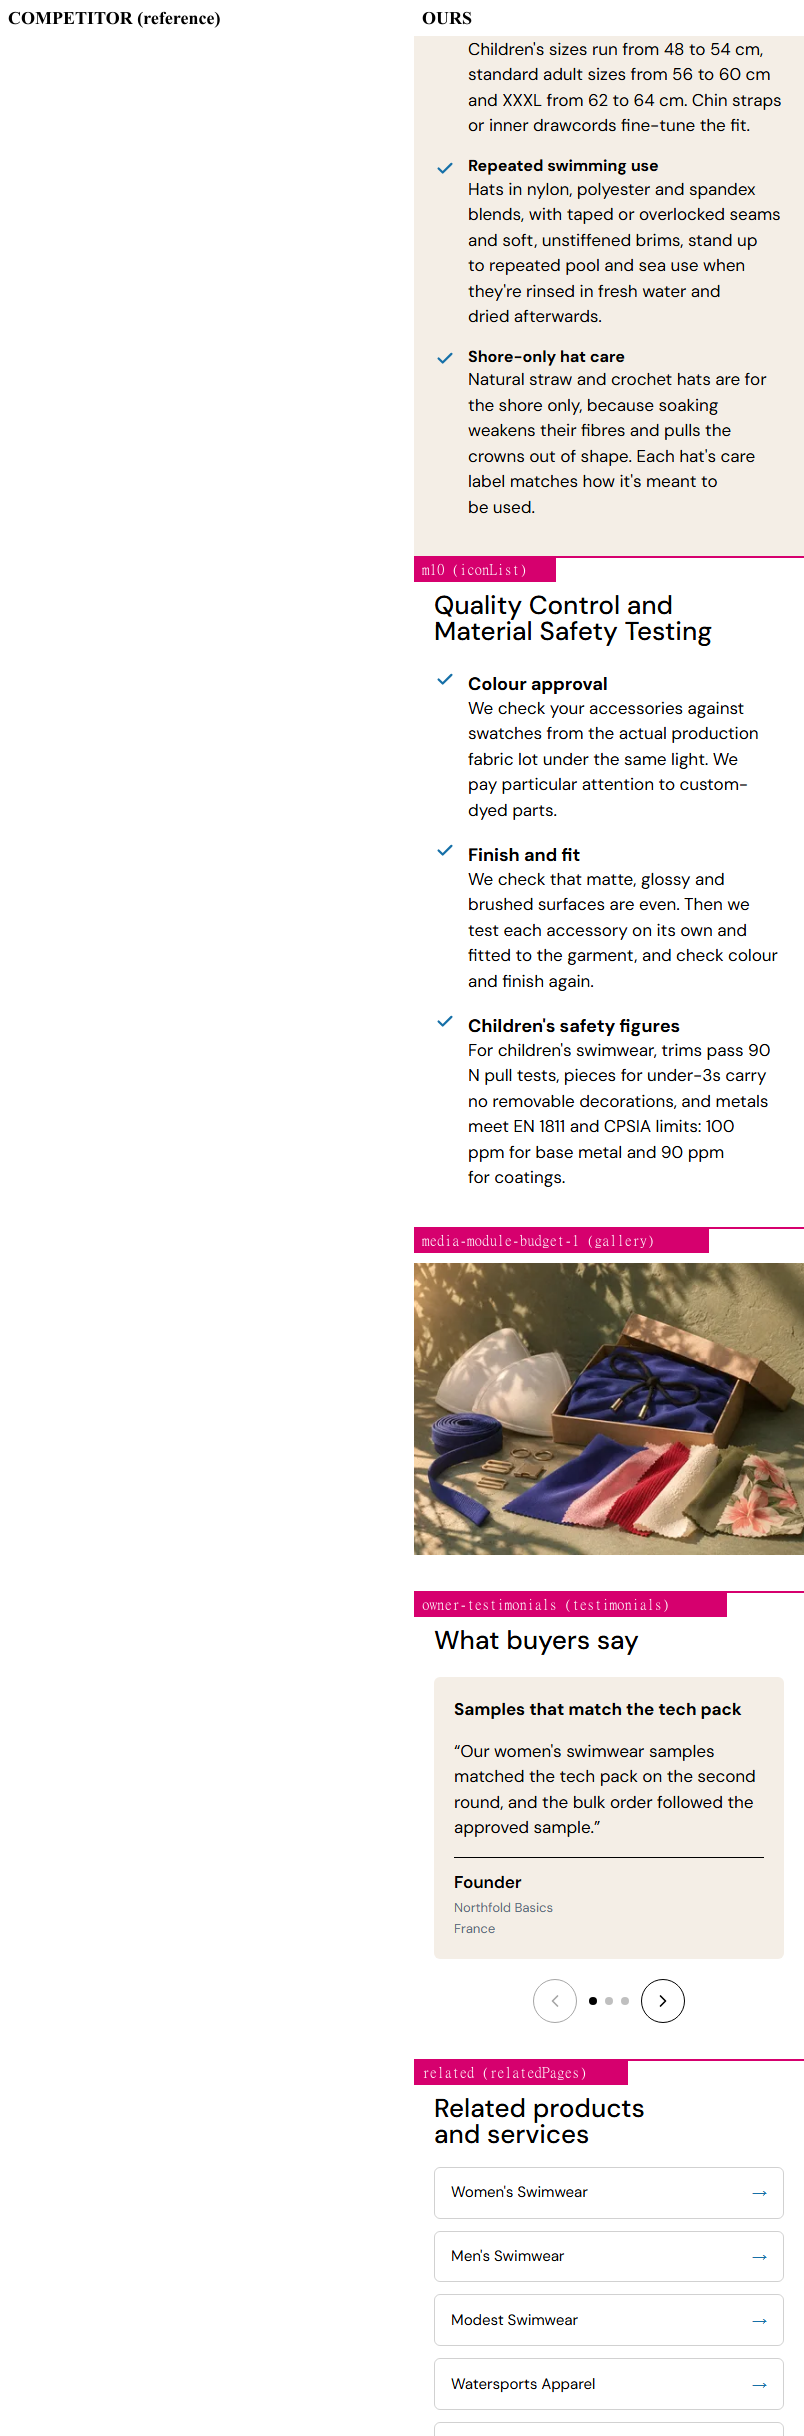 COMPETITOR (reference)
OURS
Children's sizes run from 48 to 54 cm,
standard adult sizes from 56 to 60 cm
and XXXL from 62 to 64 cm. Chin straps
or inner drawcords fine-tune the fit.
Repeated swimming use
Hats in nylon, polyester and spandex
blends, with taped or overlocked seams
and soft, unstiffened brims, stand up
to repeated pool and sea use when
they're rinsed in fresh water and
dried afterwards.
Shore-only hat care
Natural straw and crochet hats are for
the shore only, because soaking
weakens their fibres and pulls the
crowns out of shape. Each hat's care
label matches how it's meant to
be used.
m10 (iconList)
Quality Control and
Material Safety Testing
Colour approval
We check your accessories against
swatches from the actual production
fabric lot under the same light. We
pay particular attention to custom-
dyed parts.
Finish and fit
We check that matte, glossy and
brushed surfaces are even. Then we
test each accessory on its own and
fitted to the garment, and check colour
and finish again.
Children's safety figures
For children's swimwear, trims pass 90
N pull tests, pieces for under-3s carry
no removable decorations, and metals
meet EN 1811 and CPSIA limits: 100
ppm for base metal and 90 ppm
for coatings.
media-module-budget-1 (gallery)
owner-testimonials (testimonials)
What buyers say
Samples that match the tech pack
“Our women's swimwear samples
matched the tech pack on the second
round, and the bulk order followed the
approved sample.”
Founder
Northfold Basics
France
related (relatedPages)
Related products
and services
Women's Swimwear →
Men's Swimwear →
Modest Swimwear →
Watersports Apparel →